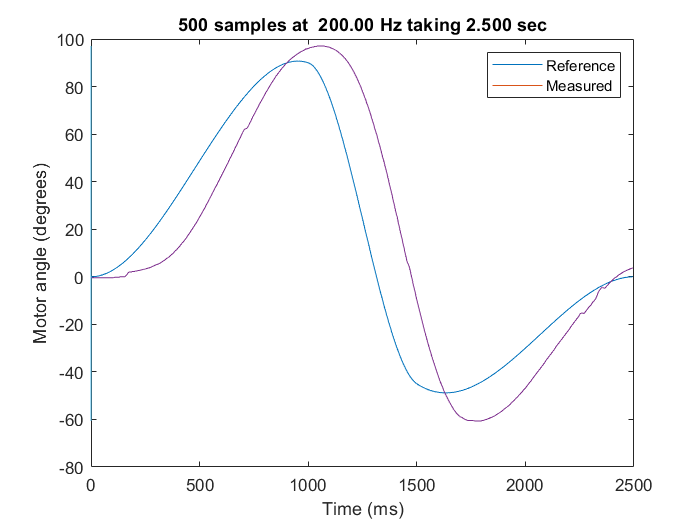 500 samples at  200.00 Hz taking 2.500 sec
100
80
60
40
20
0
-20
-40
-60
-80
Motor angle (degrees)
Reference
Measured
0 500 1000 1500 2000 2500
Time (ms)